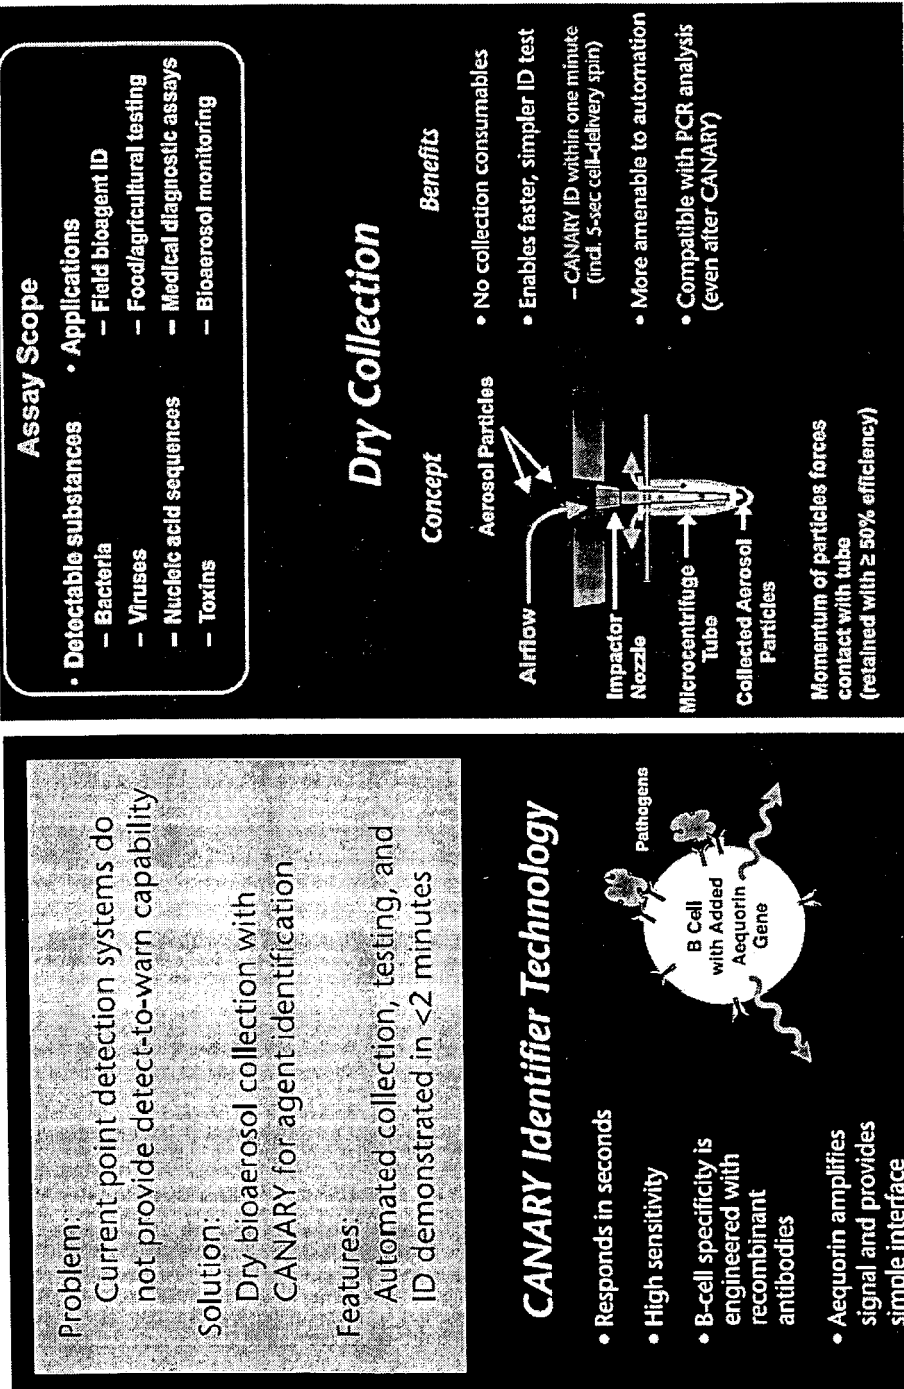 Problem:
Current point detection systems do
not provide detect-to-warn capability
Solution:
Dry bioaerosol collection with
CANARY for agent identification
Features:
Automated collection, testing, and
ID demonstrated in <2 minutes
CANARY Identifier Technology
• Responds in seconds
• High sensitivity
• B-cell specificity is
engineered with
recombinant
antibodies
• Aequorin amplifies
signal and provides
simple interface
Pathogens
B Cell
with Added
Aequorin
Gene
Assay Scope
• Detectable substances
– Bacteria
– Viruses
– Nucleic acid sequences
– Toxins
• Applications
– Field bioagent ID
– Food/agricultural testing
– Medical diagnostic assays
– Bioaerosol monitoring
Dry Collection
Concept
Aerosol Particles
Airflow
Impactor
Nozzle
Microcentrifuge
Tube
Collected Aerosol
Particles
Momentum of particles forces
contact with tube
(retained with ≥ 50% efficiency)
Benefits
• No collection consumables
• Enables faster, simpler ID test
– CANARY ID within one minute
(incl. 5-sec cell-delivery spin)
• More amenable to automation
• Compatible with PCR analysis
(even after CANARY)